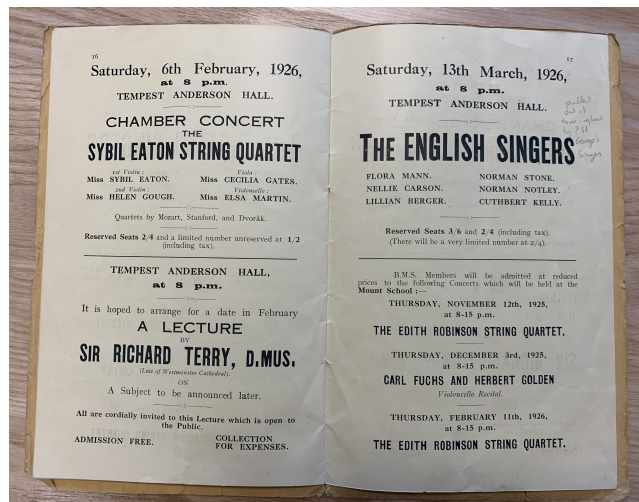 16
Saturday, 6th February, 1926,
at 8 p.m.
TEMPEST ANDERSON HALL.
CHAMBER CONCERT
THE
SYBIL EATON STRING QUARTET
1st Violin: Viola:
Miss SYBIL EATON. Miss CECILIA GATES.
2nd Violin: Violoncello:
Miss HELEN GOUGH. Miss ELSA MARTIN.
Quartets by Mozart, Stanford, and Dvorák.
Reserved Seats 2/4 and a limited number unreserved at 1/2
(including tax).
TEMPEST ANDERSON HALL,
at 8 p.m.
It is hoped to arrange for a date in February
A LECTURE
BY
SIR RICHARD TERRY, D.MUS.
(Late of Westminster Cathedral).
ON
A Subject to be announced later.
All are cordially invited to this Lecture which is open to
the Public.
ADMISSION FREE. COLLECTION
FOR EXPENSES.
17
Saturday, 13th March, 1926,
at 8 p.m.
TEMPEST ANDERSON HALL.
pulled
out of
by
George's
Singers
THE ENGLISH SINGERS
FLORA MANN. NORMAN STONE.
NELLIE CARSON. NORMAN NOTLEY.
LILLIAN BERGER. CUTHBERT KELLY.
Reserved Seats 3/6 and 2/4 (including tax).
(There will be a very limited number at 2/4).
B.M.S. Members will be admitted at reduced
prices to the following Concerts which will be held at the
Mount School :—
THURSDAY, NOVEMBER 12th, 1925,
at 8-15 p.m.
THE EDITH ROBINSON STRING QUARTET.
THURSDAY, DECEMBER 3rd, 1925,
at 8-15 p.m.
CARL FUCHS AND HERBERT GOLDEN
Violoncello Recital.
THURSDAY, FEBRUARY 11th, 1926,
at 8-15 p.m.
THE EDITH ROBINSON STRING QUARTET.